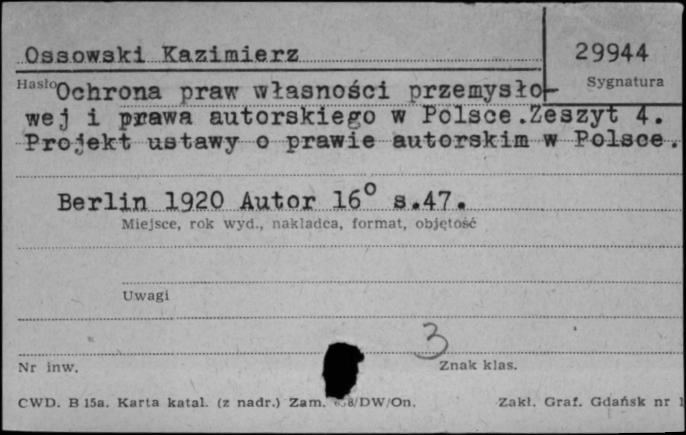 Ossowski Kazimierz
29944
Hasło
Sygnatura
Ochrona praw własności przemysło-
wej i prawa autorskiego w Polsce.Zeszyt 4.
Projekt ustawy o prawie autorskim w Polsce.
Berlin 1920 Autor 16° s.47.
Miejsce, rok wyd., nakładca, format, objętość
Uwagi
3
Nr inw.
Znak klas.
CWD. B 15a. Karta katal. (z nadr.) Zam. /DW/On.
Zakł. Graf. Gdańsk nr 1